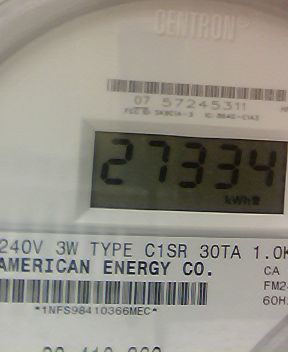 CENTRON®
07 57245311
27334
kWh
240V 3W TYPE C1SR 30TA 1.0K
AMERICAN ENERGY CO.
CA
FM2
60H
*1NFS98410366MEC*